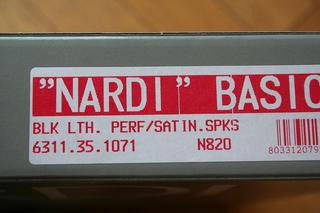 "NARDI" BASIC
BLK LTH. PERF/SATIN.SPKS
6311.35.1071 N820
803312079